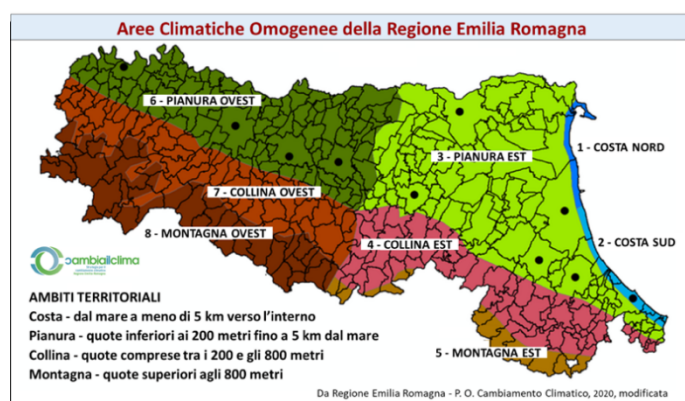 Aree Climatiche Omogenee della Regione Emilia Romagna
6 - PIANURA OVEST
1 - COSTA NORD
3 - PIANURA EST
7 - COLLINA OVEST
8 - MONTAGNA OVEST
4 - COLLINA EST
2 - COSTA SUD
cambiailclima
AMBITI TERRITORIALI
Costa - dal mare a meno di 5 km verso l'interno
Pianura - quote inferiori ai 200 metri fino a 5 km dal mare
5 - MONTAGNA EST
Collina - quote comprese tra i 200 e gli 800 metri
Montagna - quote superiori agli 800 metri
Da Regione Emilia Romagna - P. O. Cambiamento Climatico, 2020, modificata